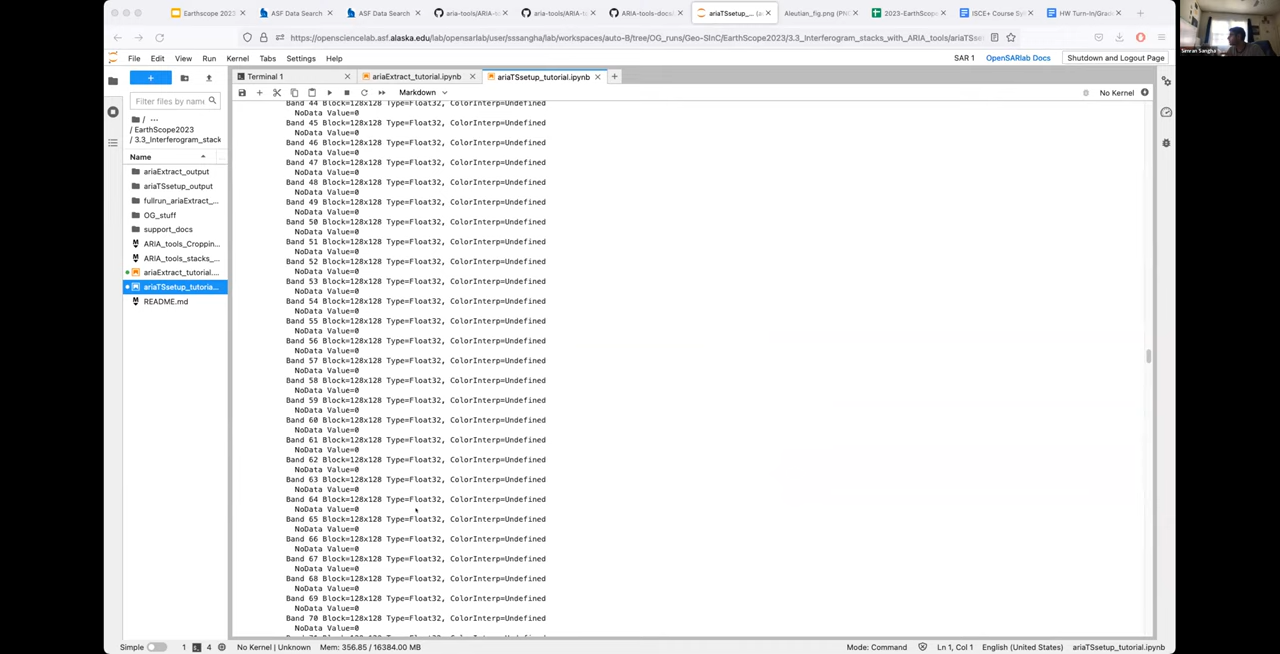 Earthscope 2023
ASF Data Search
ASF Data Search
aria-tools/ARIA-to
aria-tools/ARIA-to
ARIA-tools-docs/
ariaTSsetup_... (a
Aleutian_fig.png (PN
2023-EarthScope
ISCE+ Course Syl
HW Turn-In/Grad
https://opensciencelab.asf.alaska.edu/lab/opensarlab/user/sssangha/lab/workspaces/auto-B/tree/OG_runs/Geo-SInC/EarthScope2023/3.3_Interferogram_stacks_with_ARIA_tools/ariaTSse
Simran Sangha
File Edit View Run Kernel Tabs Settings Help
SAR 1 OpenSARlab Docs Shutdown and Logout Page
Terminal 1
ariaExtract_tutorial.ipynb
ariaTSsetup_tutorial.ipynb
Markdown
No Kernel
Filter files by name
/ ...
/ EarthScope2023
/ 3.3_Interferogram_stack
Name
ariaExtract_output
ariaTSsetup_output
fullrun_ariaExtract_...
OG_stuff
support_docs
ARIA_tools_Croppin...
ARIA_tools_stacks_...
ariaExtract_tutorial....
ariaTSsetup_tutoria...
README.md
Band 44 Block=128x128 Type=Float32, ColorInterp=Undefined
NoData Value=0
Band 45 Block=128x128 Type=Float32, ColorInterp=Undefined
NoData Value=0
Band 46 Block=128x128 Type=Float32, ColorInterp=Undefined
NoData Value=0
Band 47 Block=128x128 Type=Float32, ColorInterp=Undefined
NoData Value=0
Band 48 Block=128x128 Type=Float32, ColorInterp=Undefined
NoData Value=0
Band 49 Block=128x128 Type=Float32, ColorInterp=Undefined
NoData Value=0
Band 50 Block=128x128 Type=Float32, ColorInterp=Undefined
NoData Value=0
Band 51 Block=128x128 Type=Float32, ColorInterp=Undefined
NoData Value=0
Band 52 Block=128x128 Type=Float32, ColorInterp=Undefined
NoData Value=0
Band 53 Block=128x128 Type=Float32, ColorInterp=Undefined
NoData Value=0
Band 54 Block=128x128 Type=Float32, ColorInterp=Undefined
NoData Value=0
Band 55 Block=128x128 Type=Float32, ColorInterp=Undefined
NoData Value=0
Band 56 Block=128x128 Type=Float32, ColorInterp=Undefined
NoData Value=0
Band 57 Block=128x128 Type=Float32, ColorInterp=Undefined
NoData Value=0
Band 58 Block=128x128 Type=Float32, ColorInterp=Undefined
NoData Value=0
Band 59 Block=128x128 Type=Float32, ColorInterp=Undefined
NoData Value=0
Band 60 Block=128x128 Type=Float32, ColorInterp=Undefined
NoData Value=0
Band 61 Block=128x128 Type=Float32, ColorInterp=Undefined
NoData Value=0
Band 62 Block=128x128 Type=Float32, ColorInterp=Undefined
NoData Value=0
Band 63 Block=128x128 Type=Float32, ColorInterp=Undefined
NoData Value=0
Band 64 Block=128x128 Type=Float32, ColorInterp=Undefined
NoData Value=0
Band 65 Block=128x128 Type=Float32, ColorInterp=Undefined
NoData Value=0
Band 66 Block=128x128 Type=Float32, ColorInterp=Undefined
NoData Value=0
Band 67 Block=128x128 Type=Float32, ColorInterp=Undefined
NoData Value=0
Band 68 Block=128x128 Type=Float32, ColorInterp=Undefined
NoData Value=0
Band 69 Block=128x128 Type=Float32, ColorInterp=Undefined
NoData Value=0
Band 70 Block=128x128 Type=Float32, ColorInterp=Undefined
NoData Value=0
Simple 1 4 No Kernel | Unknown Mem: 356.85 / 16384.00 MB
Mode: Command Ln 1, Col 1 English (United States) ariaTSsetup_tutorial.ipynb